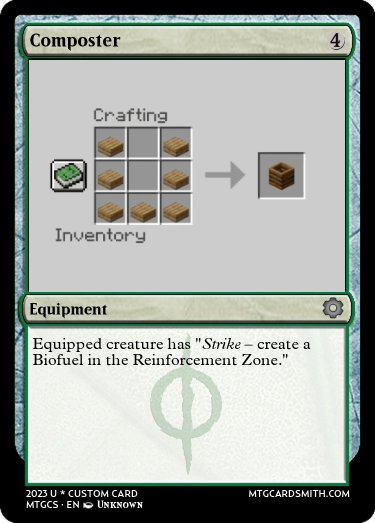 Composter 4
Crafting
Inventory
Equipment
Equipped creature has "Strike – create a
Biofuel in the Reinforcement Zone."
2023 U * CUSTOM CARD
MTGCS · EN UNKNOWN
MTGCARDSMITH.COM